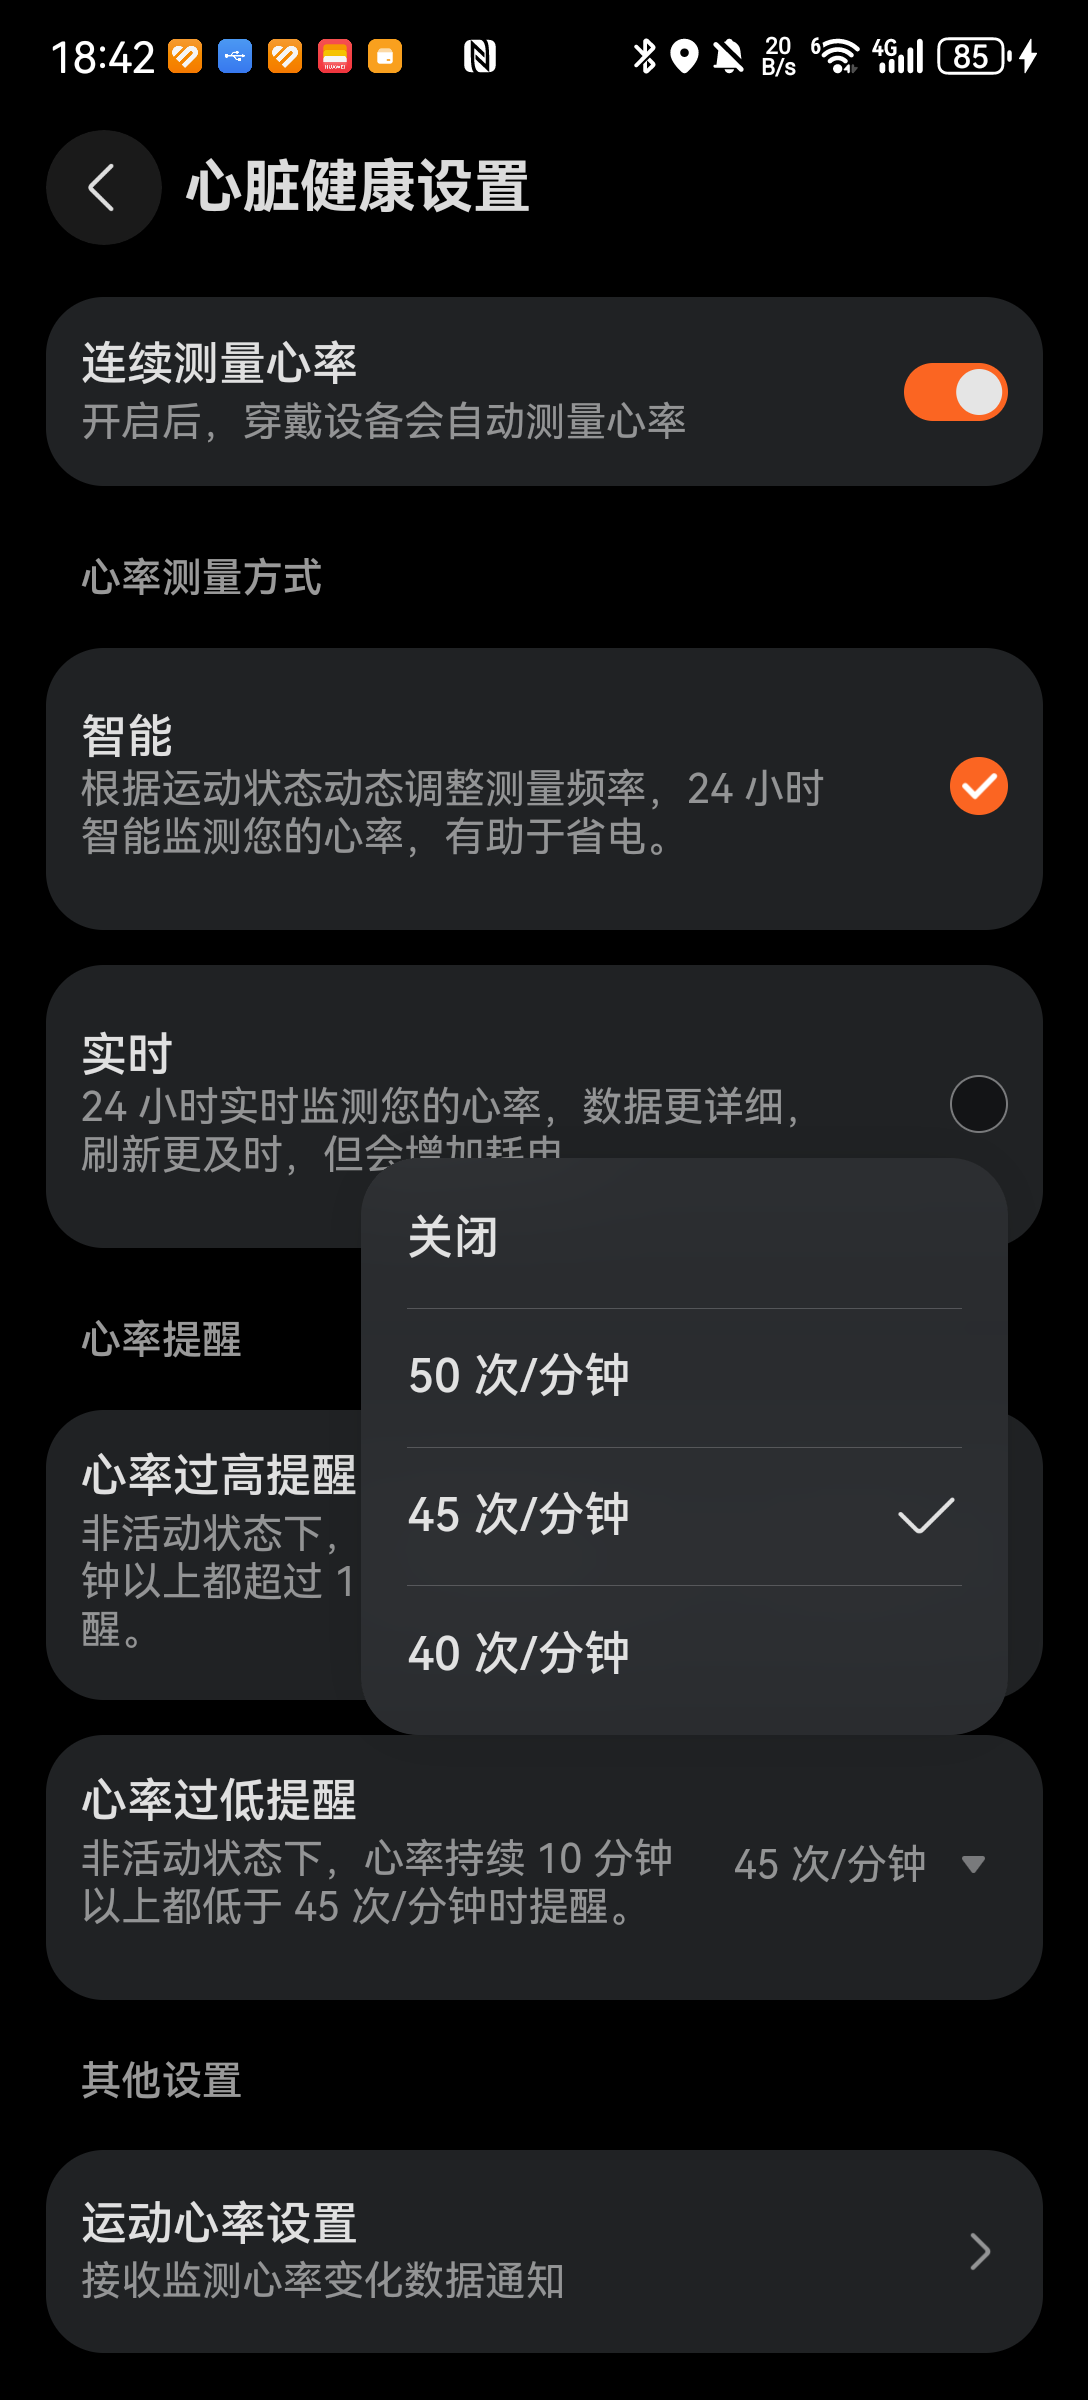 18:42
20
B/s
6
4G
85
心脏健康设置
连续测量心率
开启后，穿戴设备会自动测量心率
心率测量方式
智能
根据运动状态动态调整测量频率，24 小时
智能监测您的心率，有助于省电。
实时
24 小时实时监测您的心率，数据更详细，
刷新更及时，但会增加耗电
关闭
50 次/分钟
45 次/分钟
40 次/分钟
心率提醒
心率过高提醒
非活动状态下，
钟以上都超过 1
醒。
心率过低提醒
非活动状态下，心率持续 10 分钟
以上都低于 45 次/分钟时提醒。
45 次/分钟
其他设置
运动心率设置
接收监测心率变化数据通知